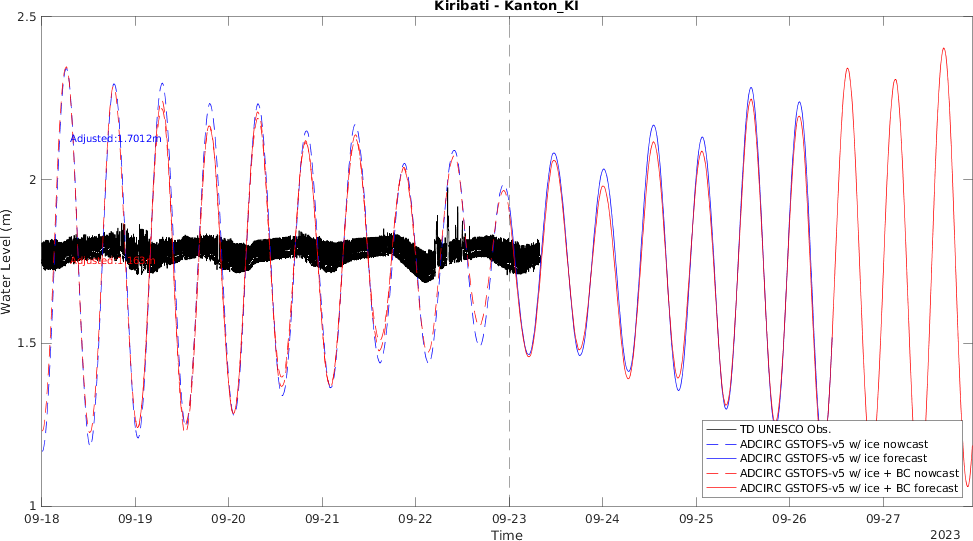 Kiribati - Kanton_KI
2.5
2
1.5
1
Water Level (m)
Adjusted:1.7012m
09-18
09-19
09-20
09-21
09-22
09-23
09-24
09-25
09-26
09-27
Time
2023
TD UNESCO Obs.
ADCIRC GSTOFS-v5 w/ ice nowcast
ADCIRC GSTOFS-v5 w/ ice forecast
ADCIRC GSTOFS-v5 w/ ice + BC nowcast
ADCIRC GSTOFS-v5 w/ ice + BC forecast